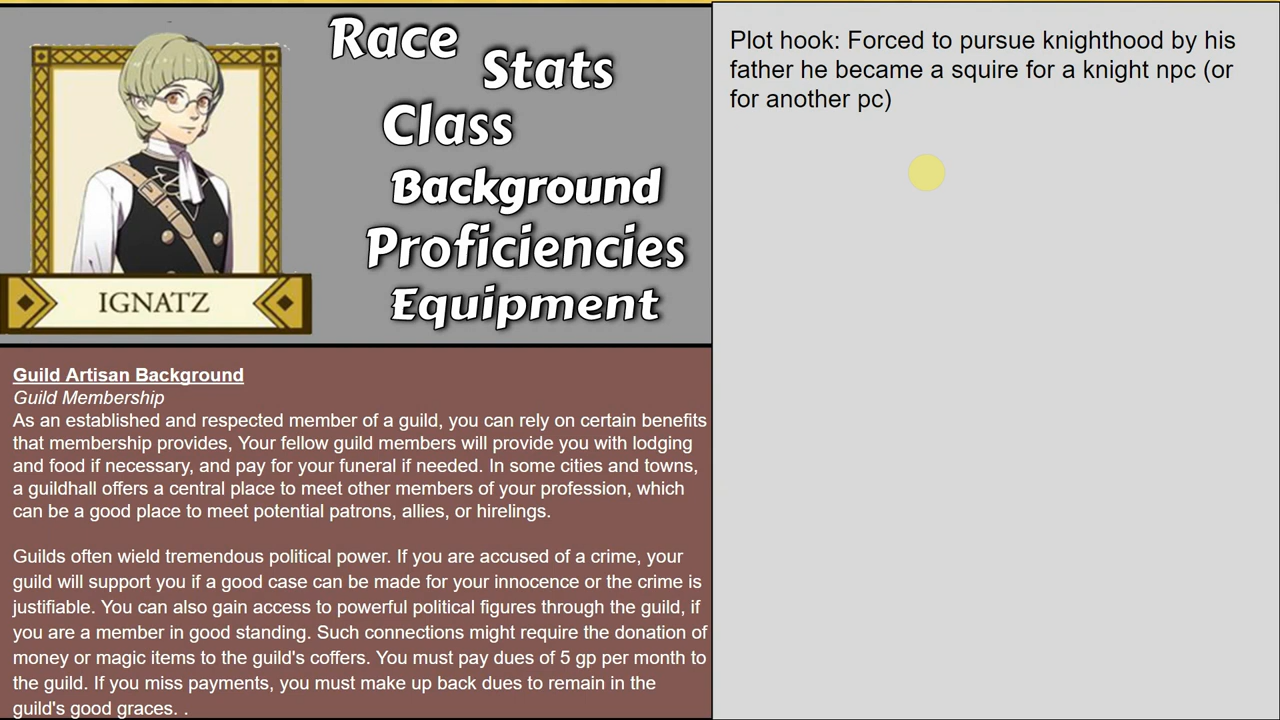 Race
Stats
Class
Background
Proficiencies
Equipment
IGNATZ
Plot hook: Forced to pursue knighthood by his
father he became a squire for a knight npc (or
for another pc)
Guild Artisan Background
Guild Membership
As an established and respected member of a guild, you can rely on certain benefits
that membership provides, Your fellow guild members will provide you with lodging
and food if necessary, and pay for your funeral if needed. In some cities and towns,
a guildhall offers a central place to meet other members of your profession, which
can be a good place to meet potential patrons, allies, or hirelings.
Guilds often wield tremendous political power. If you are accused of a crime, your
guild will support you if a good case can be made for your innocence or the crime is
justifiable. You can also gain access to powerful political figures through the guild, if
you are a member in good standing. Such connections might require the donation of
money or magic items to the guild's coffers. You must pay dues of 5 gp per month to
the guild. If you miss payments, you must make up back dues to remain in the
guild's good graces. .